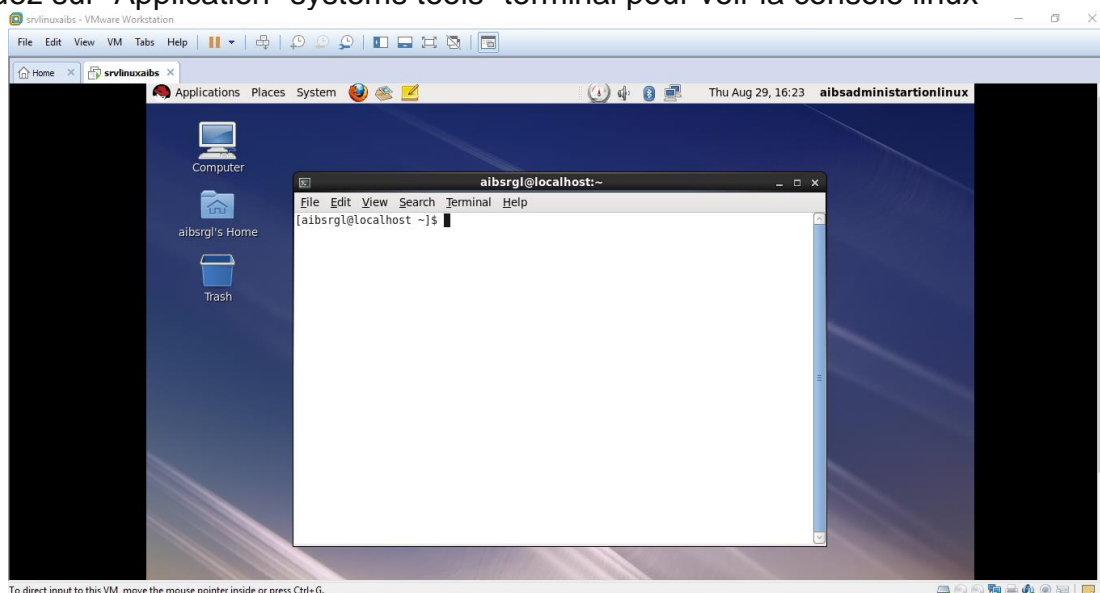 sur "Application" systems tools" terminal pour voir la console linux
srvlinuxaibs - VMware Workstation
File Edit View VM Tabs Help
Home srvlinuxaibs
Applications Places System Thu Aug 29, 16:23 aibsadministartionlinux
Computer
aibsrgl@localhost:~
File Edit View Search Terminal Help
[aibsrgl@localhost ~]$
aibsrgl's Home
Trash
To direct input to this VM, move the mouse pointer inside or press Ctrl+G.